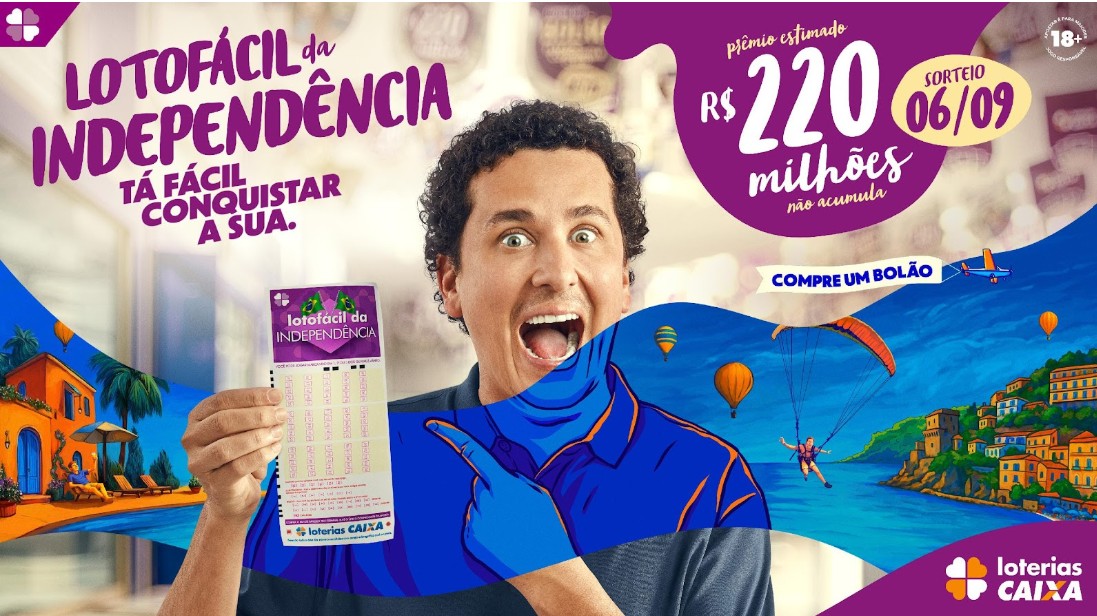 LOTOFÁCIL da
INDEPENDÊNCIA
TÁ FÁCIL
CONQUISTAR
A SUA.
prêmio estimado
R$ 220
milhões
não acumula
SORTEIO
06/09
18+
COMPRE UM BOLÃO
lotofácil da
INDEPENDÊNCIA
loterias CAIXA
loterias
CAIXA